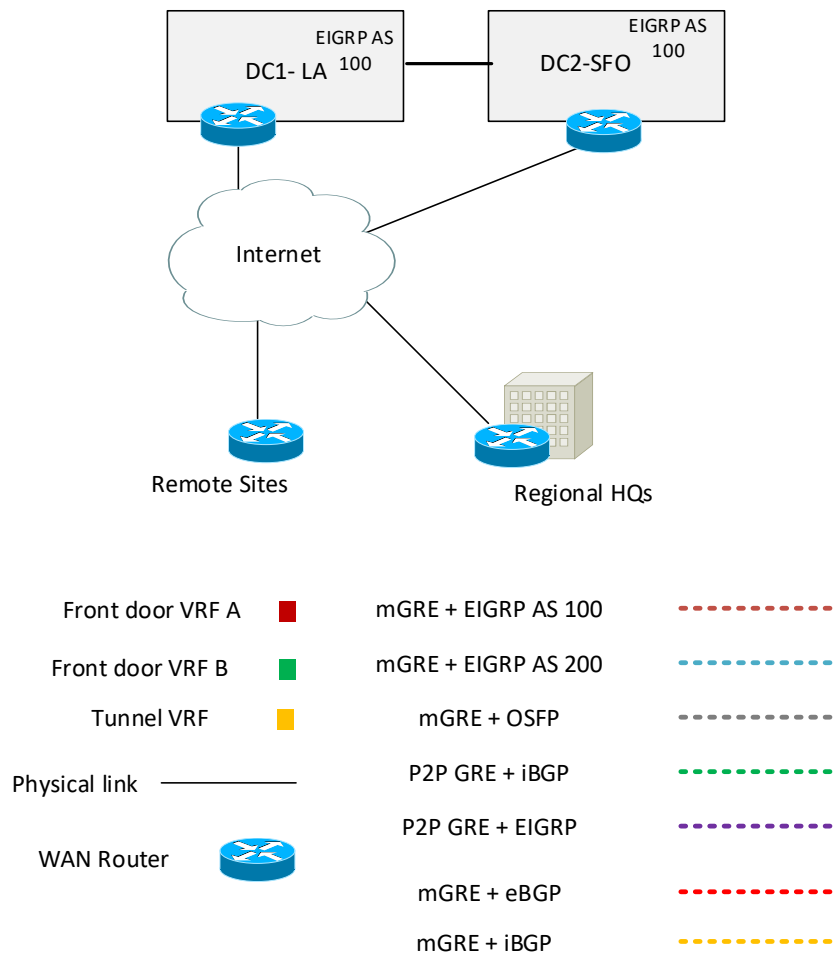 EIGRP AS
100
DC1- LA
EIGRP AS
100
DC2-SFO
Internet
Remote Sites
Regional HQs
Front door VRF A
mGRE + EIGRP AS 100
Front door VRF B
mGRE + EIGRP AS 200
Tunnel VRF
mGRE + OSFP
Physical link
P2P GRE + iBGP
P2P GRE + EIGRP
WAN Router
mGRE + eBGP
mGRE + iBGP